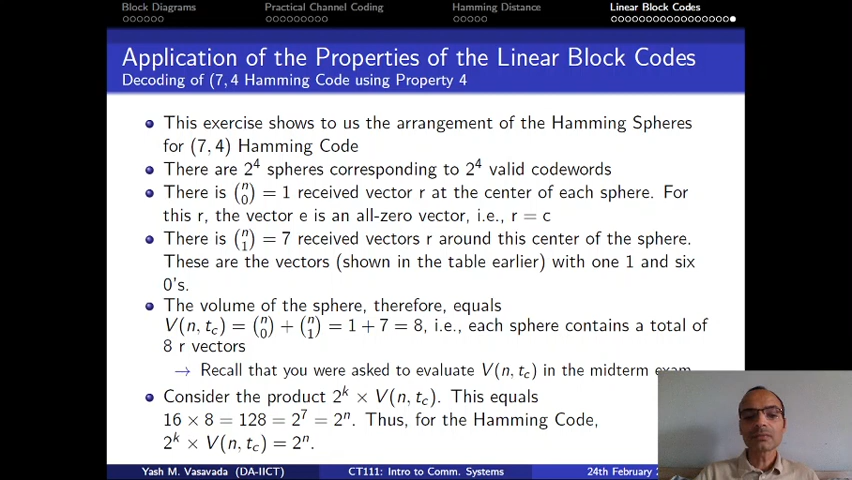 Block Diagrams Practical Channel Coding Hamming Distance Linear Block Codes
Application of the Properties of the Linear Block Codes
Decoding of (7, 4 Hamming Code using Property 4
This exercise shows to us the arrangement of the Hamming Spheres
for (7, 4) Hamming Code
There are 2⁴ spheres corresponding to 2⁴ valid codewords
There is (n 0) = 1 received vector r at the center of each sphere. For
this r, the vector e is an all-zero vector, i.e., r = c
There is (n 1) = 7 received vectors r around this center of the sphere.
These are the vectors (shown in the table earlier) with one 1 and six
0's.
The volume of the sphere, therefore, equals
V(n, t_c) = (n 0) + (n 1) = 1 + 7 = 8, i.e., each sphere contains a total of
8 r vectors
→ Recall that you were asked to evaluate V(n, t_c) in the midterm exam
Consider the product 2ᵏ × V(n, t_c). This equals
16 × 8 = 128 = 2⁷ = 2ⁿ. Thus, for the Hamming Code,
2ᵏ × V(n, t_c) = 2ⁿ.
Yash M. Vasavada (DA-IICT) CT111: Intro to Comm. Systems 24th February